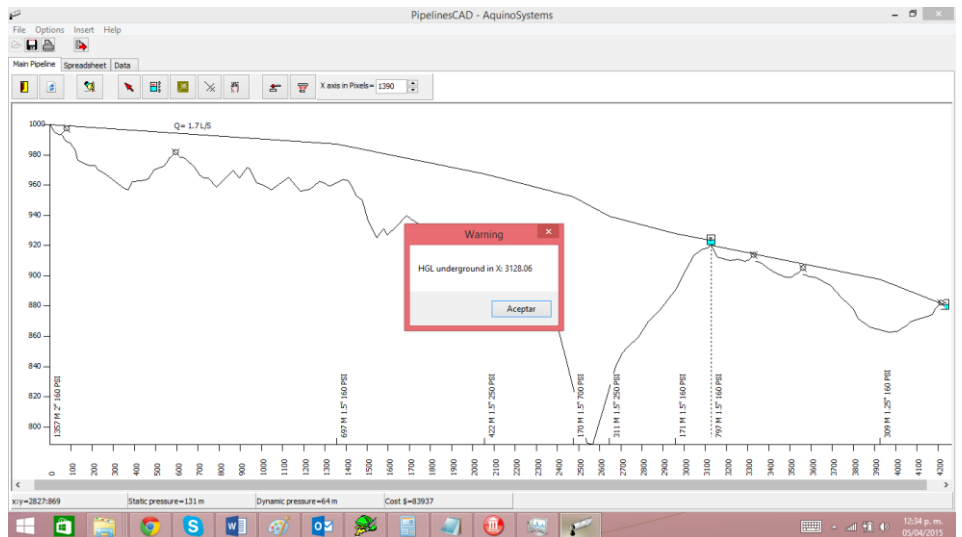 PipelinesCAD - AquinoSystems
File Options Insert Help
Main Pipeline Spreadsheet Data
X axis in Pixels= 1390
1000
980
960
940
920
900
880
860
840
820
800
Q= 1.7 L/S
Warning
HGL underground in X: 3128.06
Aceptar
1357 M 2" 160 PSI
697 M 1.5" 160 PSI
422 M 1.5" 250 PSI
170 M 1.5" 700 PSI
311 M 1.5" 250 PSI
171 M 1.5" 160 PSI
797 M 1.5" 160 PSI
309 M 1.25" 160 PSI
0 100 200 300 400 500 600 700 800 900 1000 1100 1200 1300 1400 1500 1600 1700 1800 1900 2000 2100 2200 2300 2400 2500 2600 2700 2800 2900 3000 3100 3200 3300 3400 3500 3600 3700 3800 3900 4000 4100 4200
x:y=2827:869 Static pressure=131 m Dynamic pressure=64 m Cost $=83937
12:34 p. m.
05/04/2015